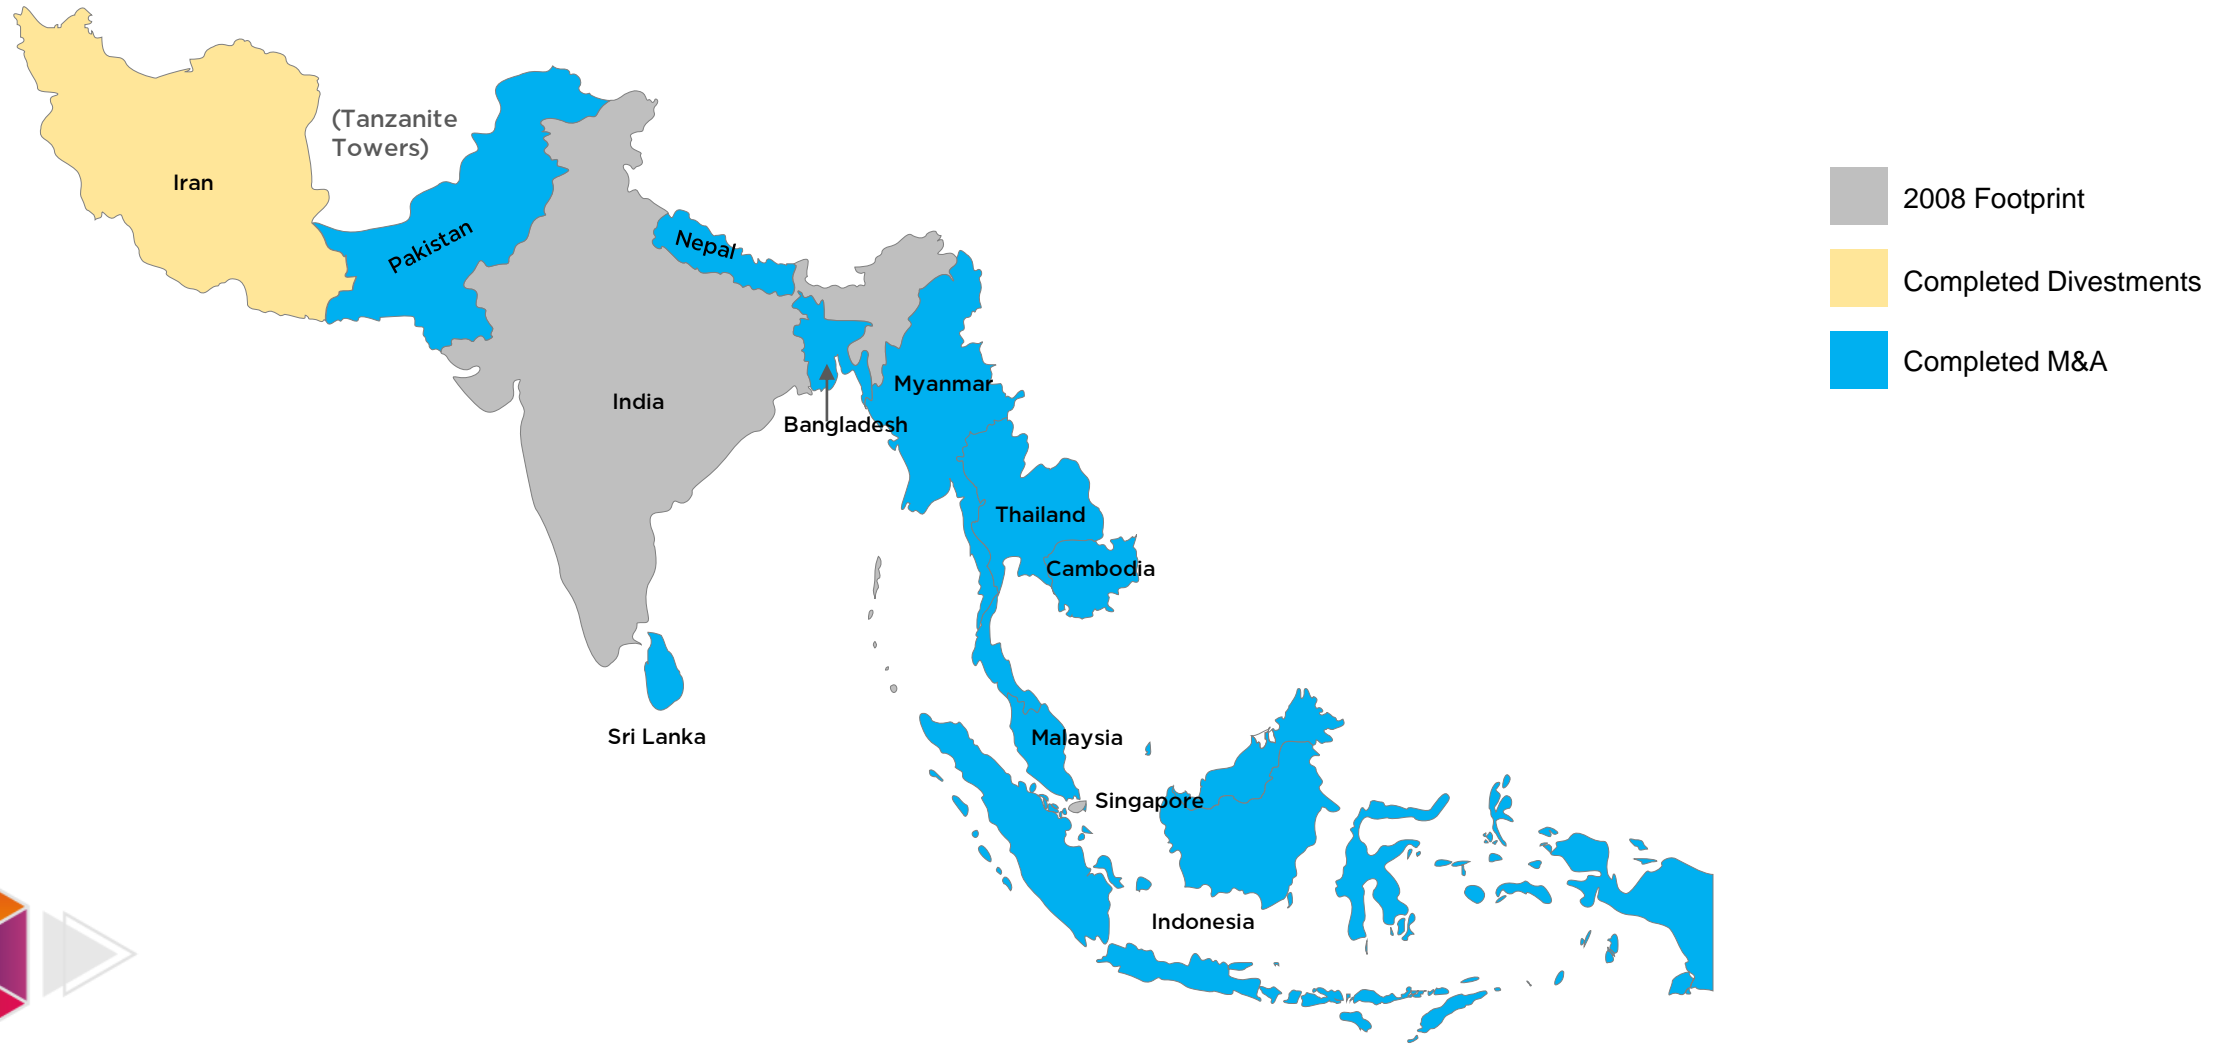 (Tanzanite
Towers)
Iran
Pakistan
Nepal
India
Bangladesh
Myanmar
Thailand
Cambodia
Sri Lanka
Malaysia
Singapore
Indonesia
2008 Footprint
Completed Divestments
Completed M&A